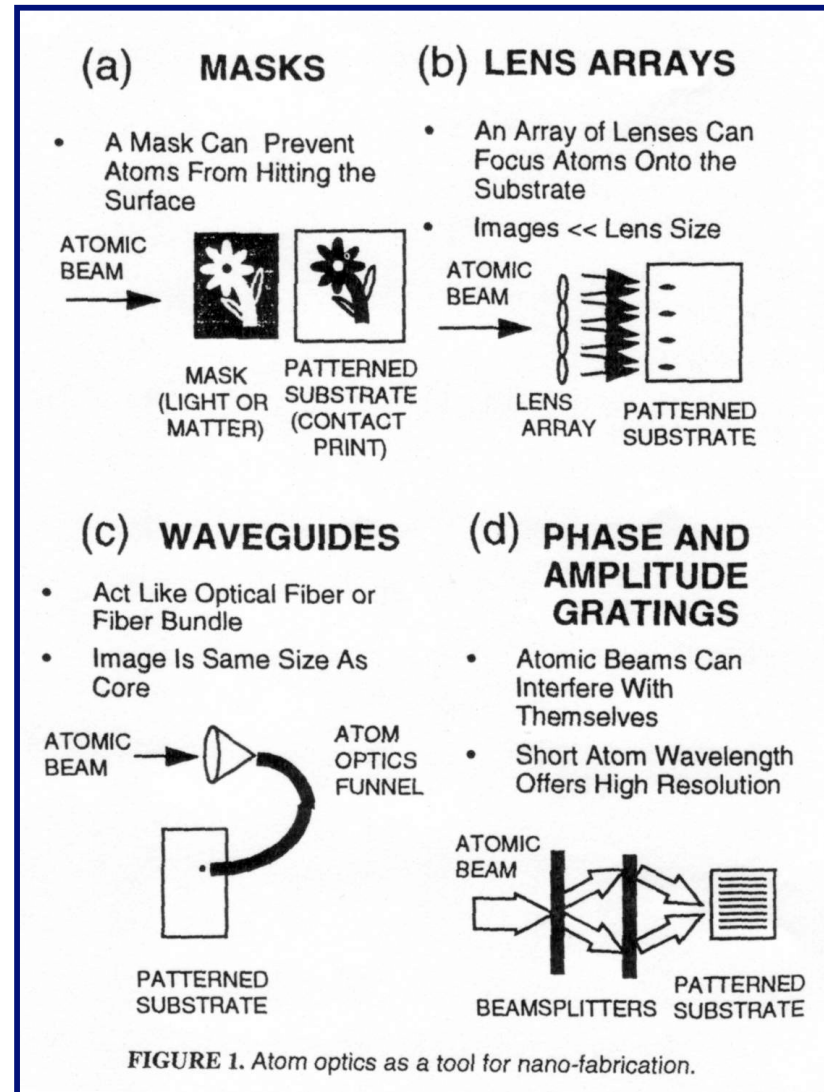 (a) MASKS
• A Mask Can Prevent
Atoms From Hitting the
Surface
ATOMIC
BEAM
MASK
(LIGHT OR
MATTER)
PATTERNED
SUBSTRATE
(CONTACT
PRINT)
(b) LENS ARRAYS
• An Array of Lenses Can
Focus Atoms Onto the
Substrate
• Images << Lens Size
ATOMIC
BEAM
LENS
ARRAY
PATTERNED
SUBSTRATE
(c) WAVEGUIDES
• Act Like Optical Fiber or
Fiber Bundle
• Image Is Same Size As
Core
ATOMIC
BEAM
ATOM
OPTICS
FUNNEL
PATTERNED
SUBSTRATE
(d) PHASE AND
AMPLITUDE
GRATINGS
• Atomic Beams Can
Interfere With
Themselves
• Short Atom Wavelength
Offers High Resolution
ATOMIC
BEAM
BEAMSPLITTERS
PATTERNED
SUBSTRATE
FIGURE 1. Atom optics as a tool for nano-fabrication.